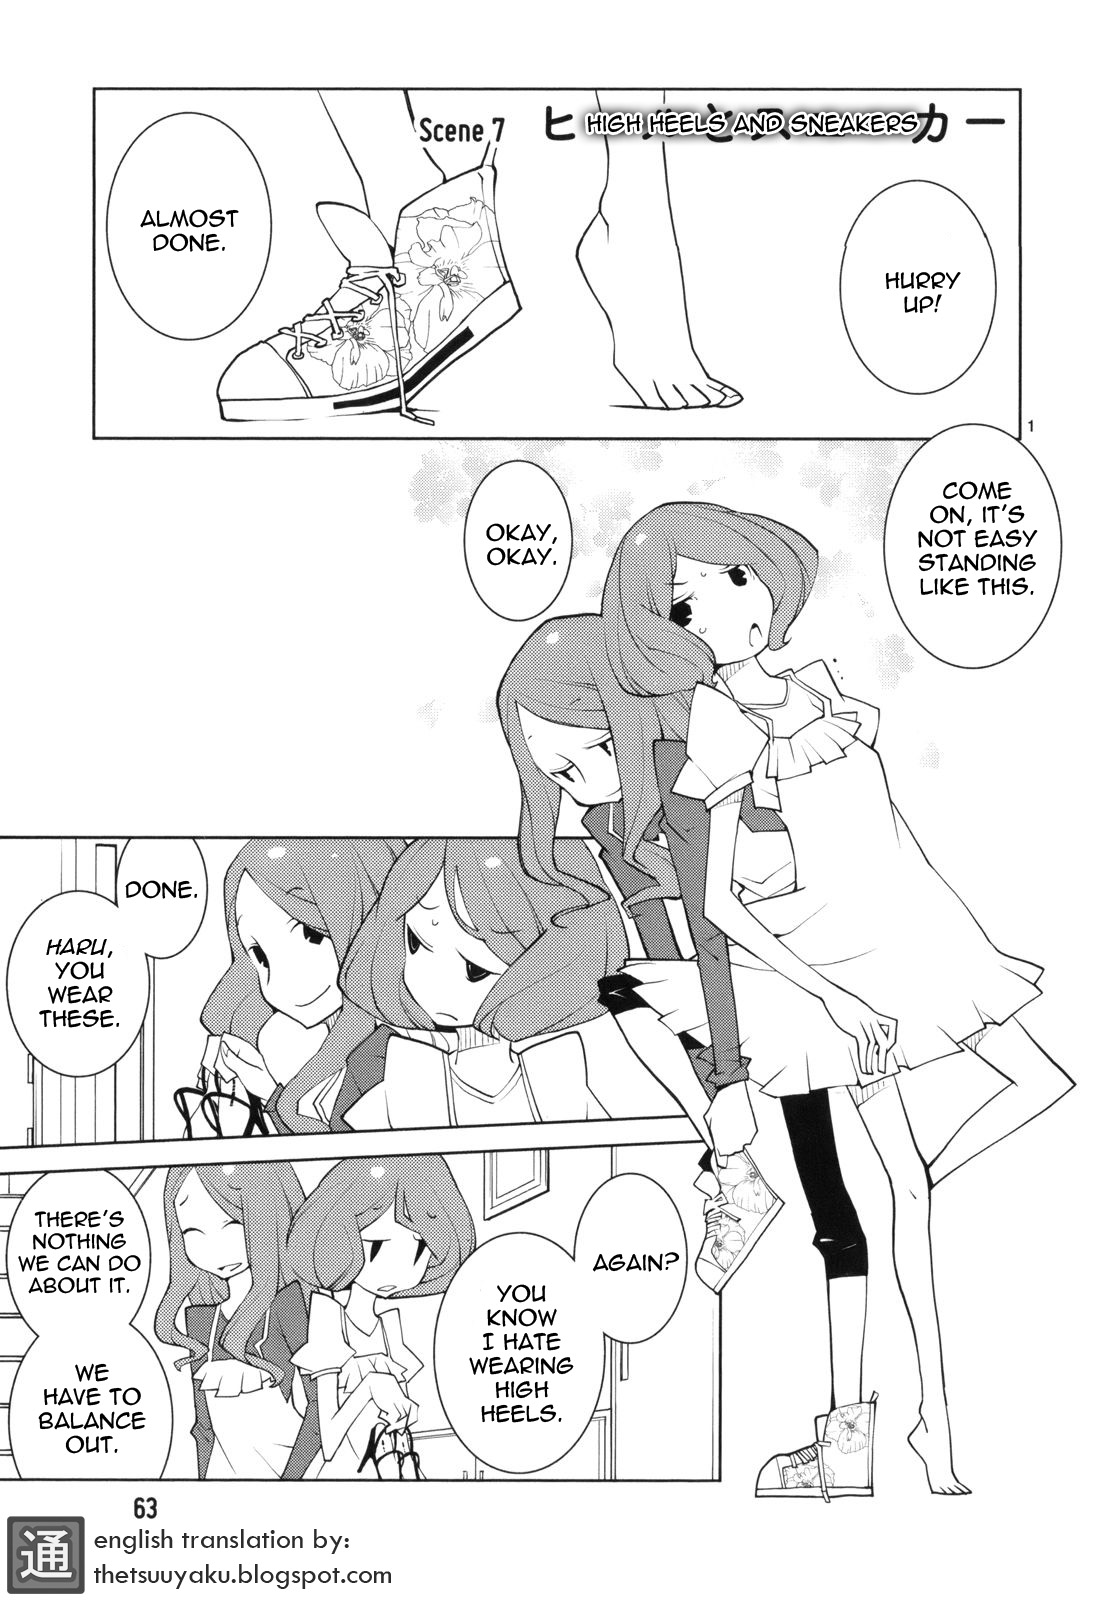 Scene 7
ヒ
と
カー
HIGH HEELS AND SNEAKERS
HURRY
UP!
ALMOST
DONE.
1
COME
ON, IT'S
NOT EASY
STANDING
LIKE THIS.
OKAY,
OKAY.
DONE.
HARU,
YOU
WEAR
THESE.
AGAIN?
YOU
KNOW
I HATE
WEARING
HIGH
HEELS.
THERE'S
NOTHING
WE CAN DO
ABOUT IT.
WE
HAVE TO
BALANCE
OUT.
63
通
english translation by:
thetsuuyaku.blogspot.com